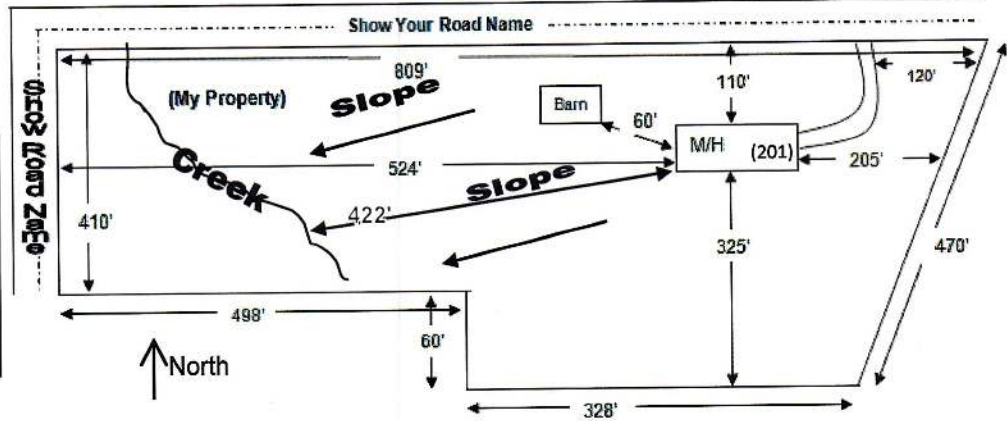 Show Your Road Name
Show Road Name
809'
110'
120'
(My Property)
Slope
Barn
60'
M/H
(201)
205'
524'
Creek
Slope
410'
422'
325'
470'
498'
60'
North
328'